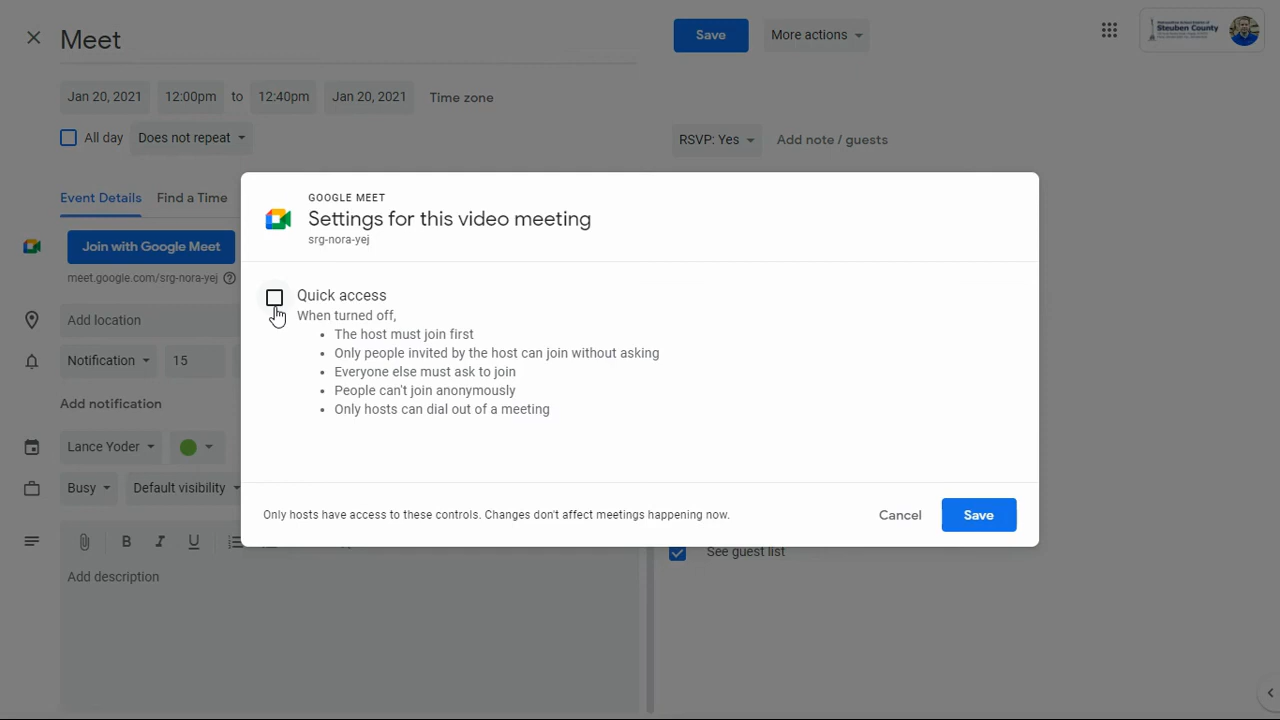 Meet
Save
More actions
Steuben County
Jan 20, 2021
12:00pm
to
12:40pm
Jan 20, 2021
Time zone
All day
Does not repeat
RSVP: Yes
Add note / guests
Event Details
Find a Time
Join with Google Meet
meet.google.com/srg-nora-yej
Add location
Notification
15
Add notification
Lance Yoder
Busy
Default visibility
B
I
U
Add description
GOOGLE MEET
Settings for this video meeting
srg-nora-yej
Quick access
When turned off,
• The host must join first
• Only people invited by the host can join without asking
• Everyone else must ask to join
• People can't join anonymously
• Only hosts can dial out of a meeting
Only hosts have access to these controls. Changes don't affect meetings happening now.
Cancel
Save
See guest list